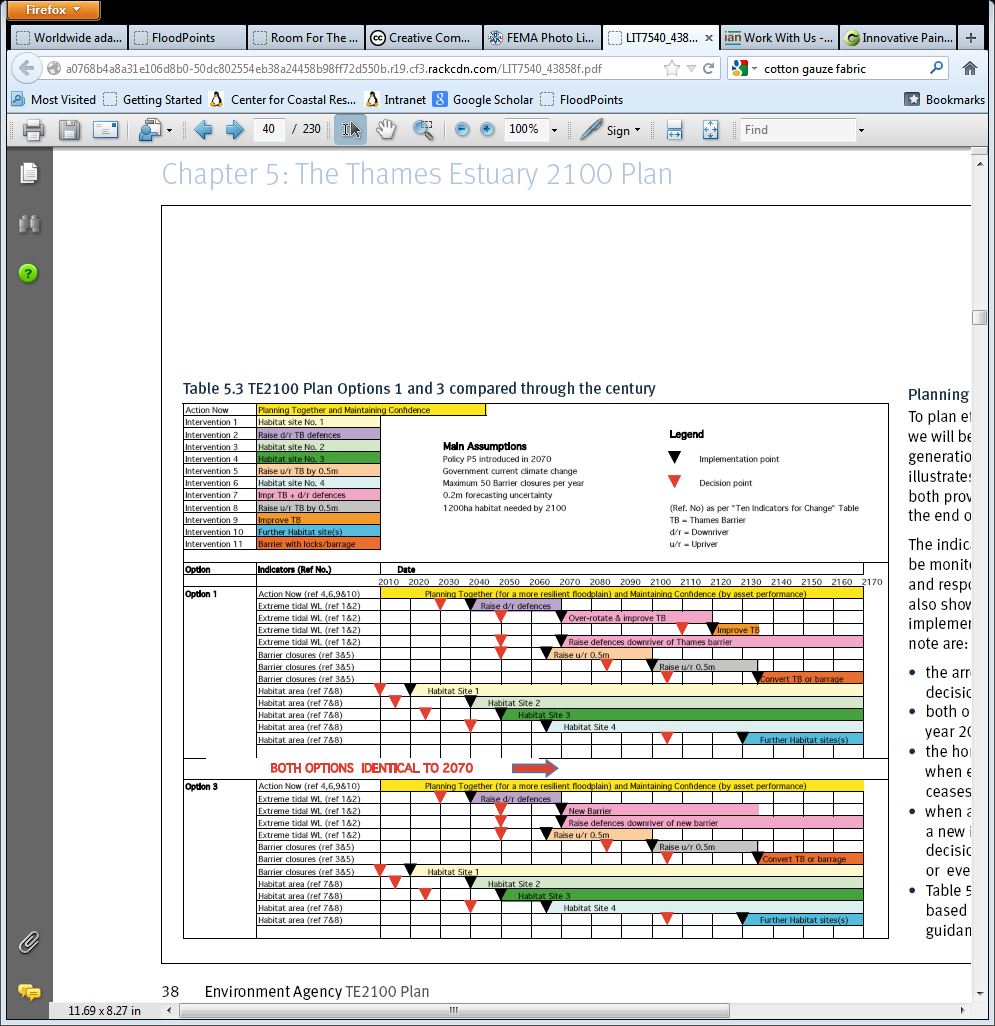 Firefox
Worldwide ada... FloodPoints Room For The ... Creative Com... FEMA Photo Li... LIT7540_438... × ian Work With Us -... Innovative Pain... +
a0768b4a8a31e106d8b0-50dc802554eb38a24458b98ff72d550b.r19.cf3.rackcdn.com/LIT7540_43858f.pdf cotton gauze fabric
Most Visited Getting Started Center for Coastal Res... Intranet Google Scholar FloodPoints Bookmarks
40 / 230 100% Sign Find
Chapter 5: The Thames Estuary 2100 Plan
Table 5.3 TE2100 Plan Options 1 and 3 compared through the century
Action Now Planning Together and Maintaining Confidence
Intervention 1 Habitat site No. 1
Intervention 2 Raise d/r TB defences
Intervention 3 Habitat site No. 2
Intervention 4 Habitat site No. 3
Intervention 5 Raise u/r TB by 0.5m
Intervention 6 Habitat site No. 4
Intervention 7 Impr TB + d/r defences
Intervention 8 Raise u/r TB by 0.5m
Intervention 9 Improve TB
Intervention 10 Further Habitat site(s)
Intervention 11 Barrier with locks/barrage
Main Assumptions
Policy P5 introduced in 2070
Government current climate change
Maximum 50 Barrier closures per year
0.2m forecasting uncertainty
1200ha habitat needed by 2100
Legend
Implementation point
Decision point
(Ref. No) as per "Ten Indicators for Change" Table
TB = Thames Barrier
d/r = Downriver
u/r = Upriver
Option Indicators (Ref No.) Date
2010 2020 2030 2040 2050 2060 2070 2080 2090 2100 2110 2120 2130 2140 2150 2160 2170
Option 1 Action Now (ref 4,6,9&10) Planning Together (for a more resilient floodplain) and Maintaining Confidence (by asset performance)
Extreme tidal WL (ref 1&2) Raise d/r defences
Extreme tidal WL (ref 1&2) Over-rotate & improve TB
Extreme tidal WL (ref 1&2) Improve TB
Extreme tidal WL (ref 1&2) Raise defences downriver of Thames barrier
Barrier closures (ref 3&5) Raise u/r 0.5m
Barrier closures (ref 3&5) Raise u/r 0.5m
Barrier closures (ref 3&5) Convert TB or barrage
Habitat area (ref 7&8) Habitat Site 1
Habitat area (ref 7&8) Habitat Site 2
Habitat area (ref 7&8) Habitat Site 3
Habitat area (ref 7&8) Habitat Site 4
Habitat area (ref 7&8) Further Habitat sites(s)
BOTH OPTIONS IDENTICAL TO 2070
Option 3 Action Now (ref 4,6,9&10) Planning Together (for a more resilient floodplain) and Maintaining Confidence (by asset performance)
Extreme tidal WL (ref 1&2) Raise d/r defences
Extreme tidal WL (ref 1&2) New Barrier
Extreme tidal WL (ref 1&2) Raise defences downriver of new barrier
Extreme tidal WL (ref 1&2) Raise u/r 0.5m
Barrier closures (ref 3&5) Raise u/r 0.5m
Barrier closures (ref 3&5) Convert TB or barrage
Barrier closures (ref 3&5) Habitat Site 1
Habitat area (ref 7&8) Habitat Site 2
Habitat area (ref 7&8) Habitat Site 3
Habitat area (ref 7&8) Habitat Site 4
Habitat area (ref 7&8) Further Habitat sites(s)
Planning
To plan ef
we will be
generatio
illustrates
both prov
the end o
The indic
be monito
and respo
also show
implemen
note are:
• the arr
decisio
• both o
year 20
• the ho
when e
ceases
• when a
a new i
decisio
or eve
• Table 5
based
guidan
38 Environment Agency TE2100 Plan
11.69 x 8.27 in